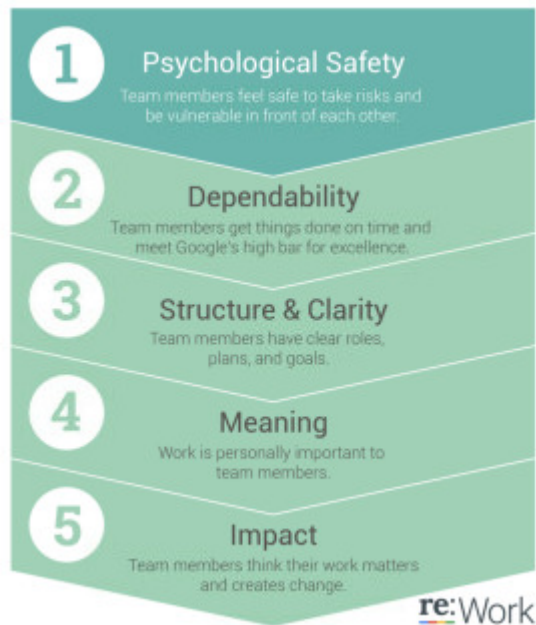 1
Psychological Safety
Team members feel safe to take risks and
be vulnerable in front of each other.
2
Dependability
Team members get things done on time and
meet Google's high bar for excellence.
3
Structure & Clarity
Team members have clear roles,
plans, and goals.
4
Meaning
Work is personally important to
team members.
5
Impact
Team members think their work matters
and creates change.
re:Work